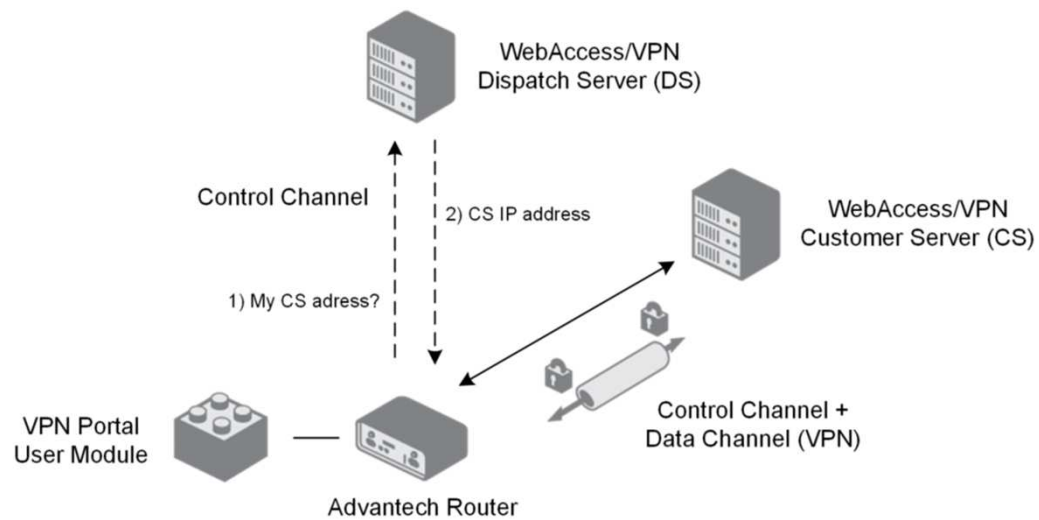 WebAccess/VPN
Dispatch Server (DS)
Control Channel
2) CS IP address
WebAccess/VPN
Customer Server (CS)
1) My CS adress?
VPN Portal
User Module
Control Channel +
Data Channel (VPN)
Advantech Router